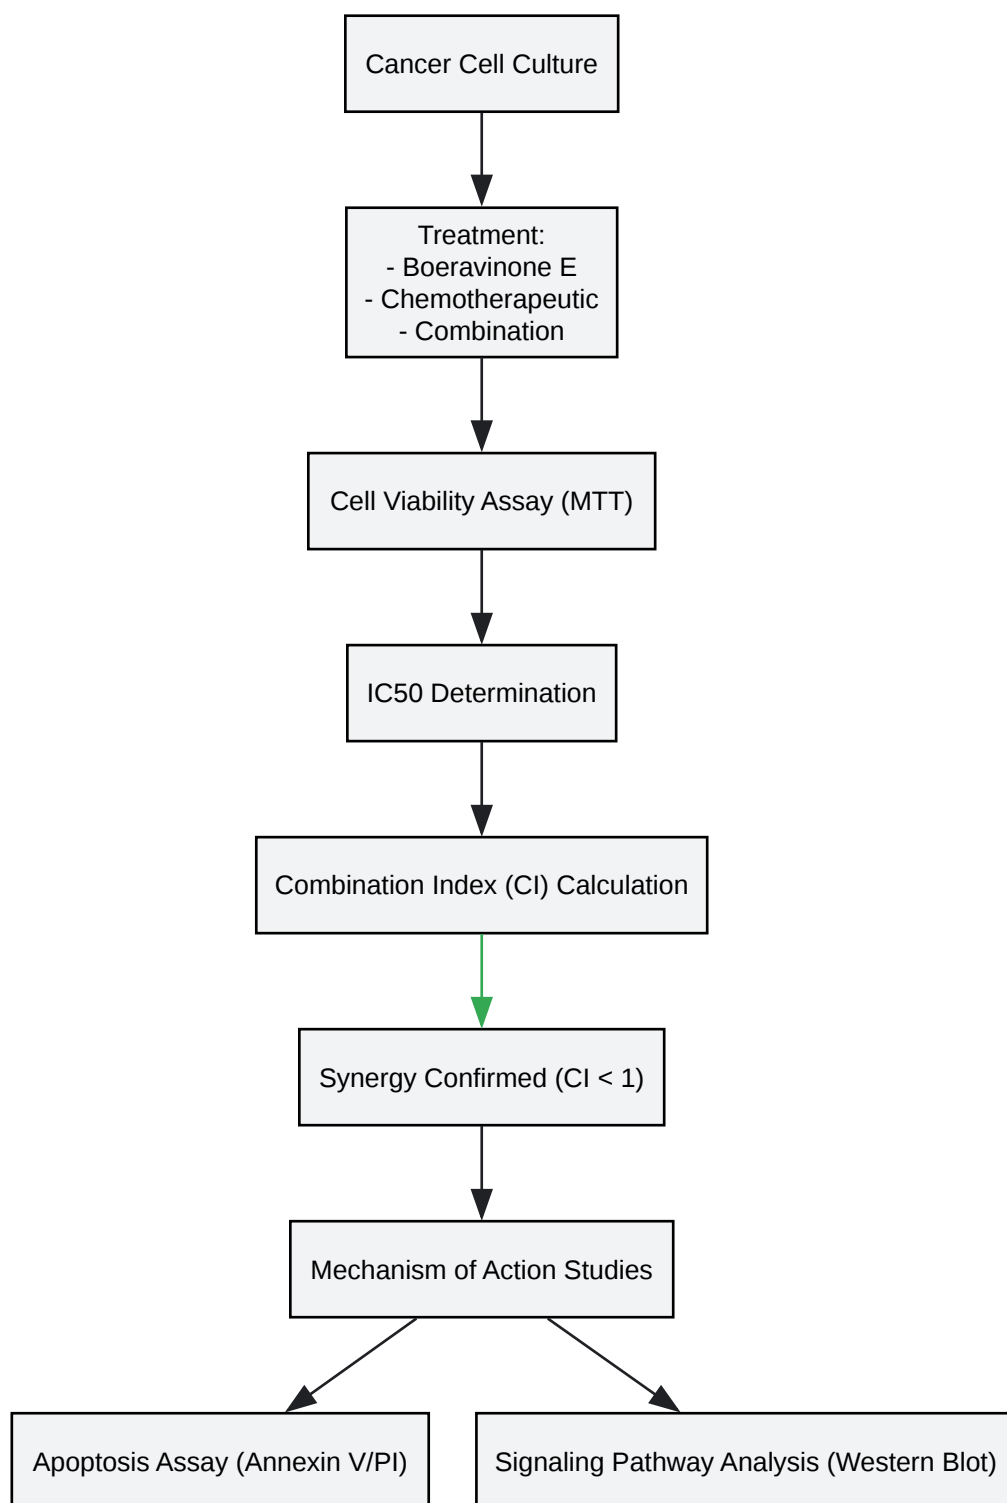 Cancer Cell Culture
Treatment:
- Boeravinone E
- Chemotherapeutic
- Combination
Cell Viability Assay (MTT)
IC50 Determination
Combination Index (CI) Calculation
Synergy Confirmed (CI < 1)
Mechanism of Action Studies
Apoptosis Assay (Annexin V/PI)
Signaling Pathway Analysis (Western Blot)